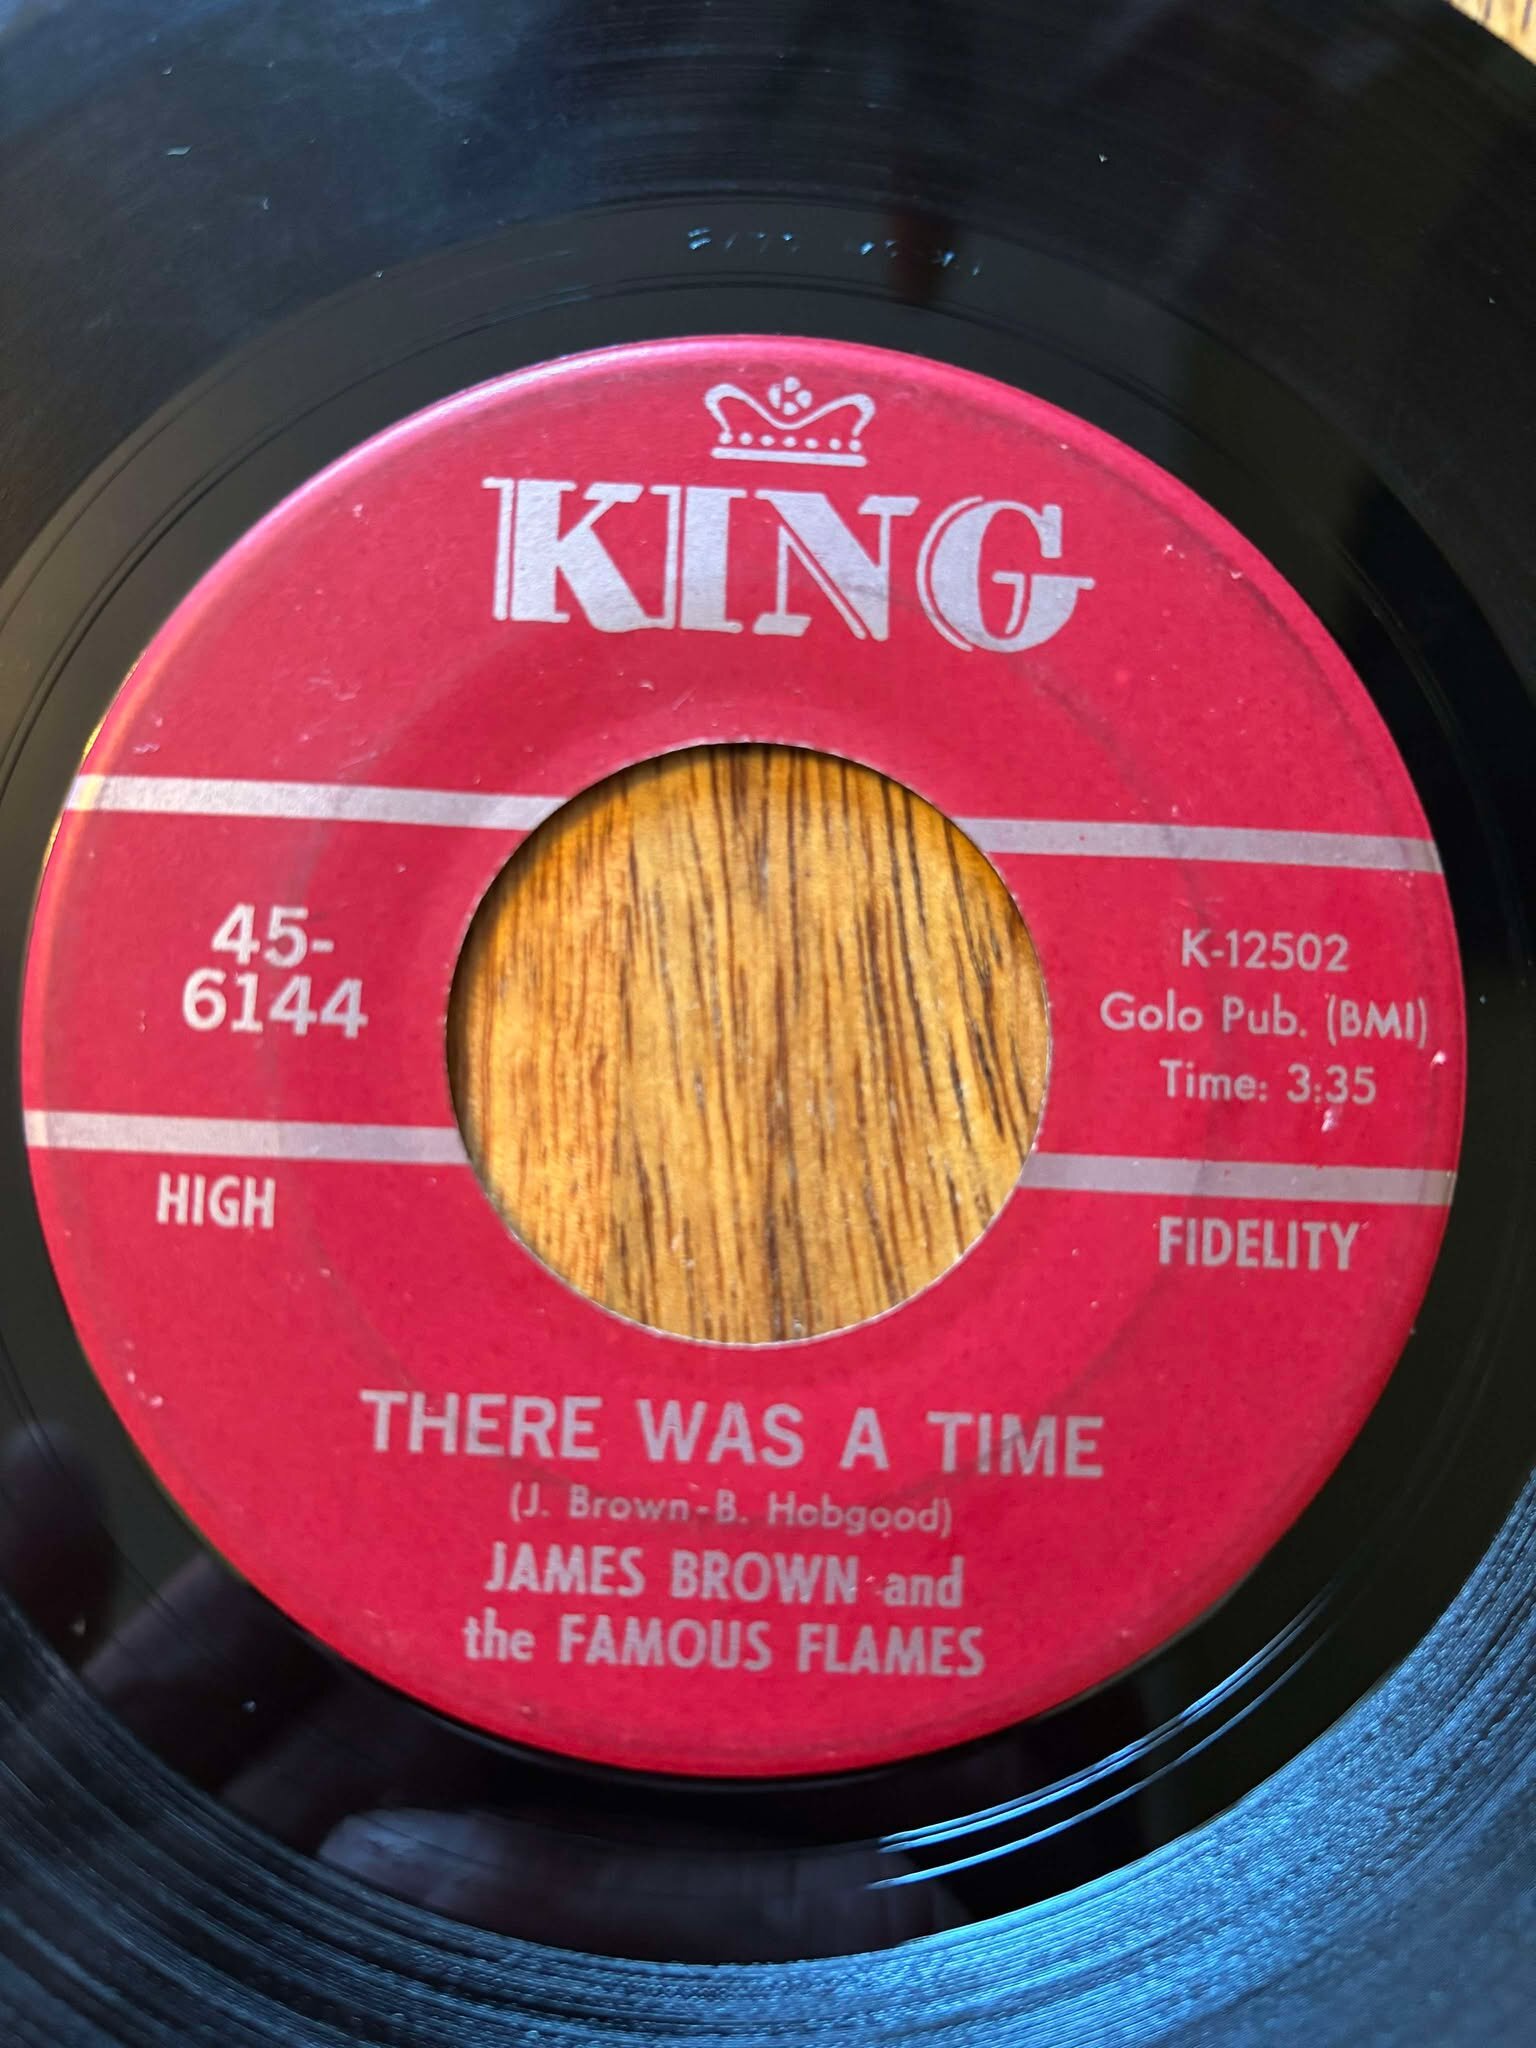 K
KING
45-
6144
K-12502
Golo Pub. (BMI)
Time: 3:35
HIGH
FIDELITY
THERE WAS A TIME
(J. Brown-B. Hobgood)
JAMES BROWN and
the FAMOUS FLAMES